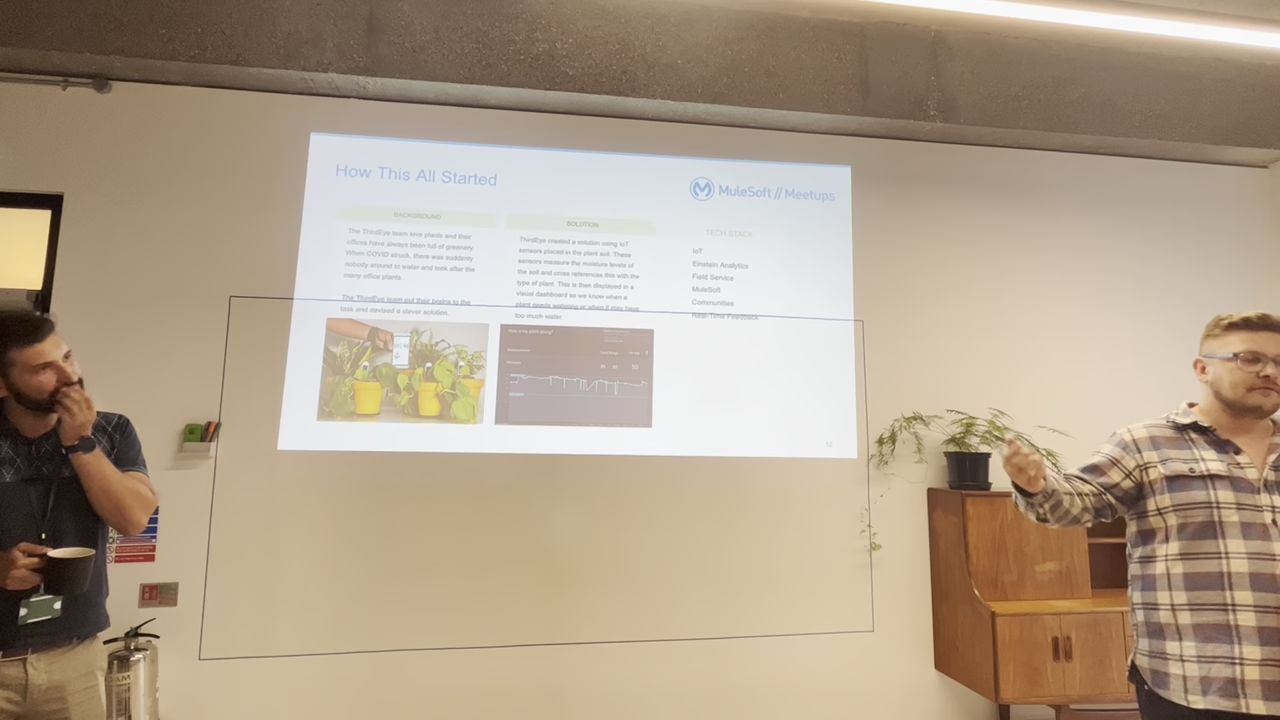 How This All Started
MuleSoft // Meetups
BACKGROUND
The ThirdEye team love plants and their
offices have always been full of greenery.
When COVID struck, there was suddenly
nobody around to water and look after the
many office plants.
The ThirdEye team put their brains to the
task and devised a clever solution.
SOLUTION
ThirdEye created a solution using IoT
sensors placed in the plant soil. These
sensors measure the moisture levels of
the soil and cross references this with the
type of plant. This is then displayed in a
visual dashboard so we know when a
plant needs watering or when it may have
too much water.
TECH STACK
IoT
Einstein Analytics
Field Service
MuleSoft
Communities
Real-Time Feedback
12